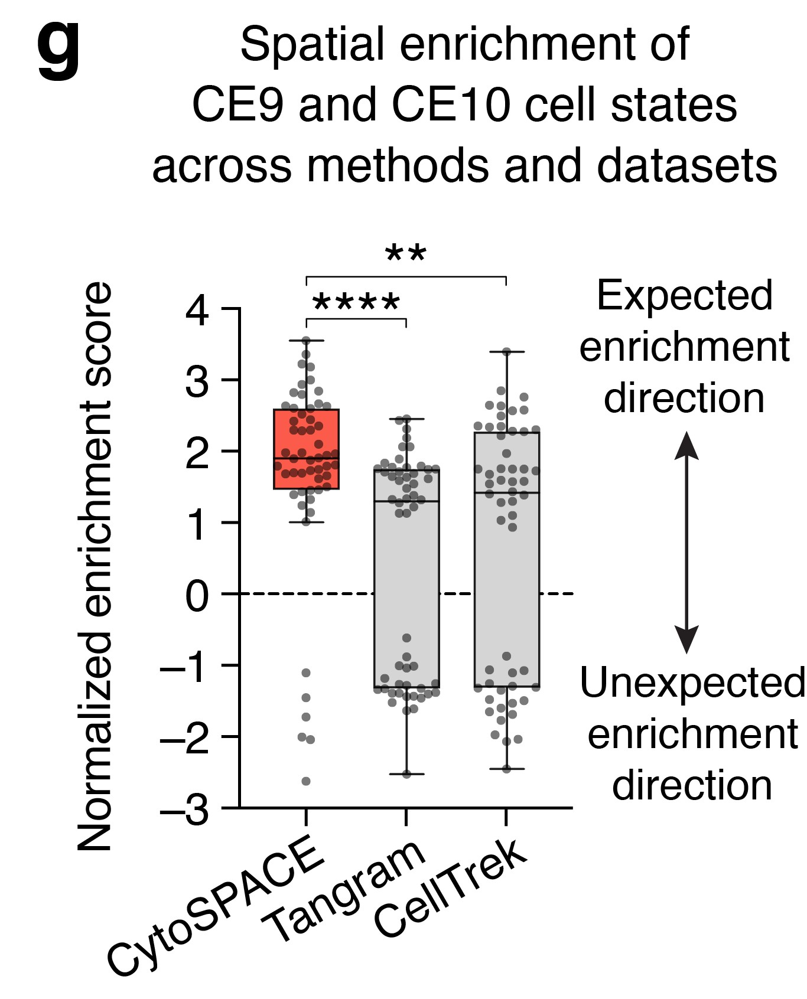 g
Spatial enrichment of
CE9 and CE10 cell states
across methods and datasets
**
****
Normalized enrichment score
4
3
2
1
0
–1
–2
–3
CytoSPACE
Tangram
CellTrek
Expected
enrichment
direction
Unexpected
enrichment
direction